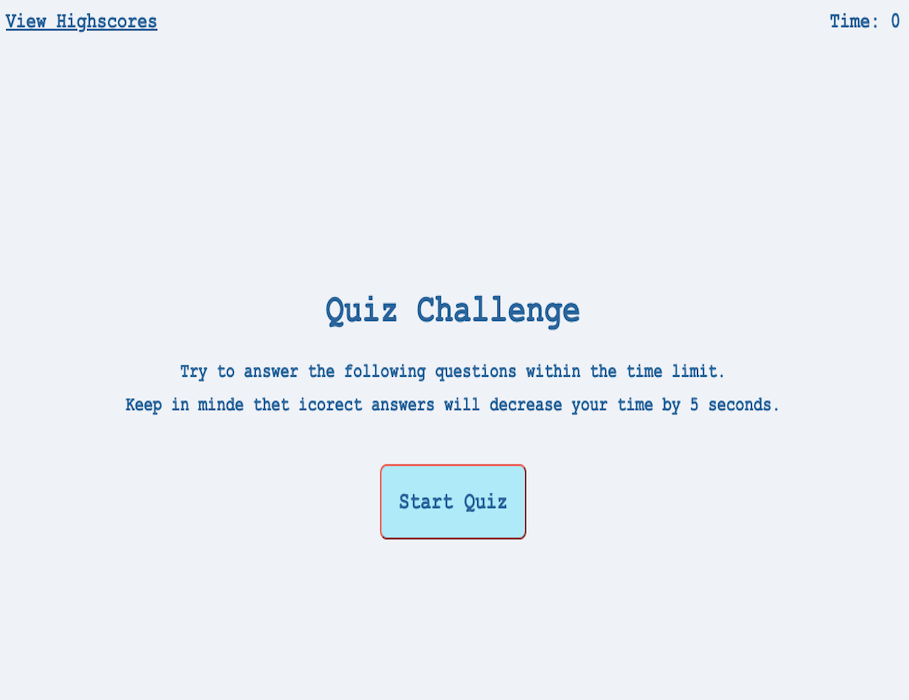 View Highscores
Time: 0
Quiz Challenge
Try to answer the following questions within the time limit.
Keep in minde thet icorect answers will decrease your time by 5 seconds.
Start Quiz